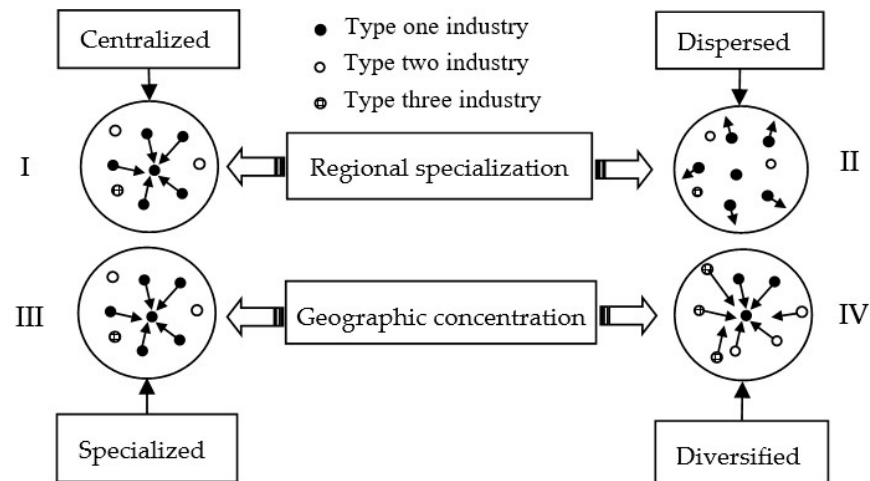 Centralized
Type one industry
Dispersed
Type two industry
Type three industry
I
Regional specialization
II
III
Geographic concentration
IV
Specialized
Diversified